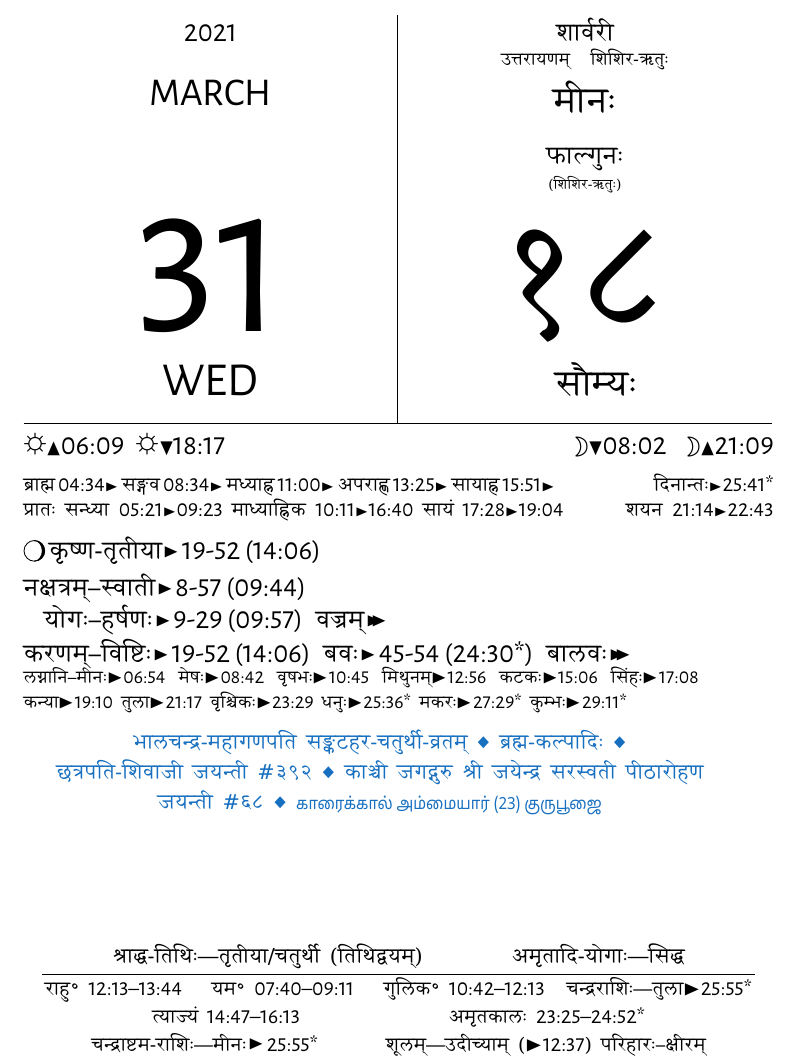 2021
MARCH
31
WED
शार्वरी
उत्तरायणम् शिशिर-ऋतुः
मीनः
फाल्गुनः
(शिशिर-ऋतुः)
१८
सौम्यः
☼▲06:09 ☼▼18:17 ☽▼08:02 ☽▲21:09
ब्राह्म 04:34► सङ्गव 08:34► मध्याह्न 11:00► अपराह्ण 13:25► सायाह्न 15:51► दिनान्तः►25:41*
प्रातः सन्ध्या 05:21►09:23 माध्याह्निक 10:11►16:40 सायं 17:28►19:04 शयन 21:14►22:43
❍कृष्ण-तृतीया►19-52 (14:06)
नक्षत्रम्–स्वाती►8-57 (09:44)
योगः–हर्षणः►9-29 (09:57) वज्रम्►►
करणम्–विष्टिः►19-52 (14:06) बवः►45-54 (24:30*) बालवः►►
लग्नानि–मीनः►06:54 मेषः►08:42 वृषभः►10:45 मिथुनम्►12:56 कटकः►15:06 सिंहः►17:08
कन्या►19:10 तुला►21:17 वृश्चिकः►23:29 धनुः►25:36* मकरः►27:29* कुम्भः►29:11*
भालचन्द्र-महागणपति सङ्कटहर-चतुर्थी-व्रतम् ◆ ब्रह्म-कल्पादिः ◆
छत्रपति-शिवाजी जयन्ती #३९२ ◆ काञ्ची जगद्गुरु श्री जयेन्द्र सरस्वती पीठारोहण
जयन्ती #६८ ◆ காரைக்கால் அம்மையார் (23) குருபூஜை
श्राद्ध-तिथिः—तृतीया/चतुर्थी (तिथिद्वयम्) अमृतादि-योगाः—सिद्ध
राहु॰ 12:13–13:44 यम॰ 07:40–09:11 गुलिक॰ 10:42–12:13 चन्द्रराशिः—तुला►25:55*
त्याज्यं 14:47–16:13 अमृतकालः 23:25–24:52*
चन्द्राष्टम-राशिः—मीनः► 25:55* शूलम्—उदीच्याम् (►12:37) परिहारः–क्षीरम्